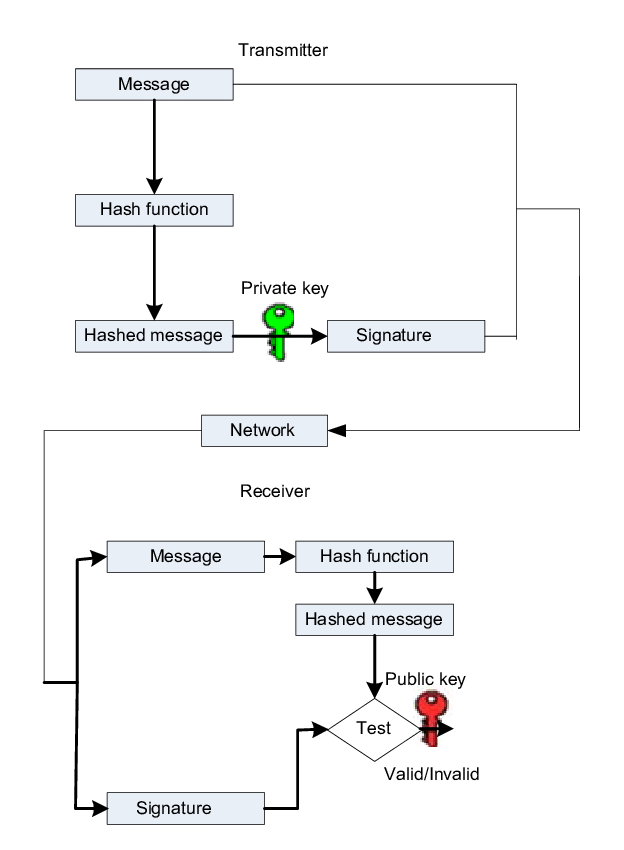 Transmitter
Message
Hash function
Private key
Hashed message
Signature
Network
Receiver
Message
Hash function
Hashed message
Public key
Test
Valid/Invalid
Signature